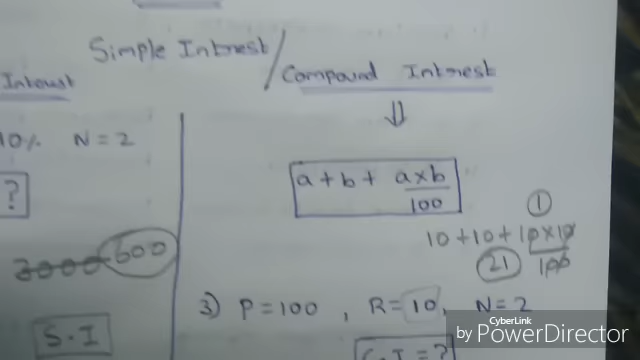 Simple Intrest/
Compound Intrest
Intrust
⇓
10%  N=2
?
a+b+ a×b/100
①
10+10+10×10/100
21
3000 600
3) P=100 , R=10, N=2
S.I
C.I=?
CyberLink
by PowerDirector